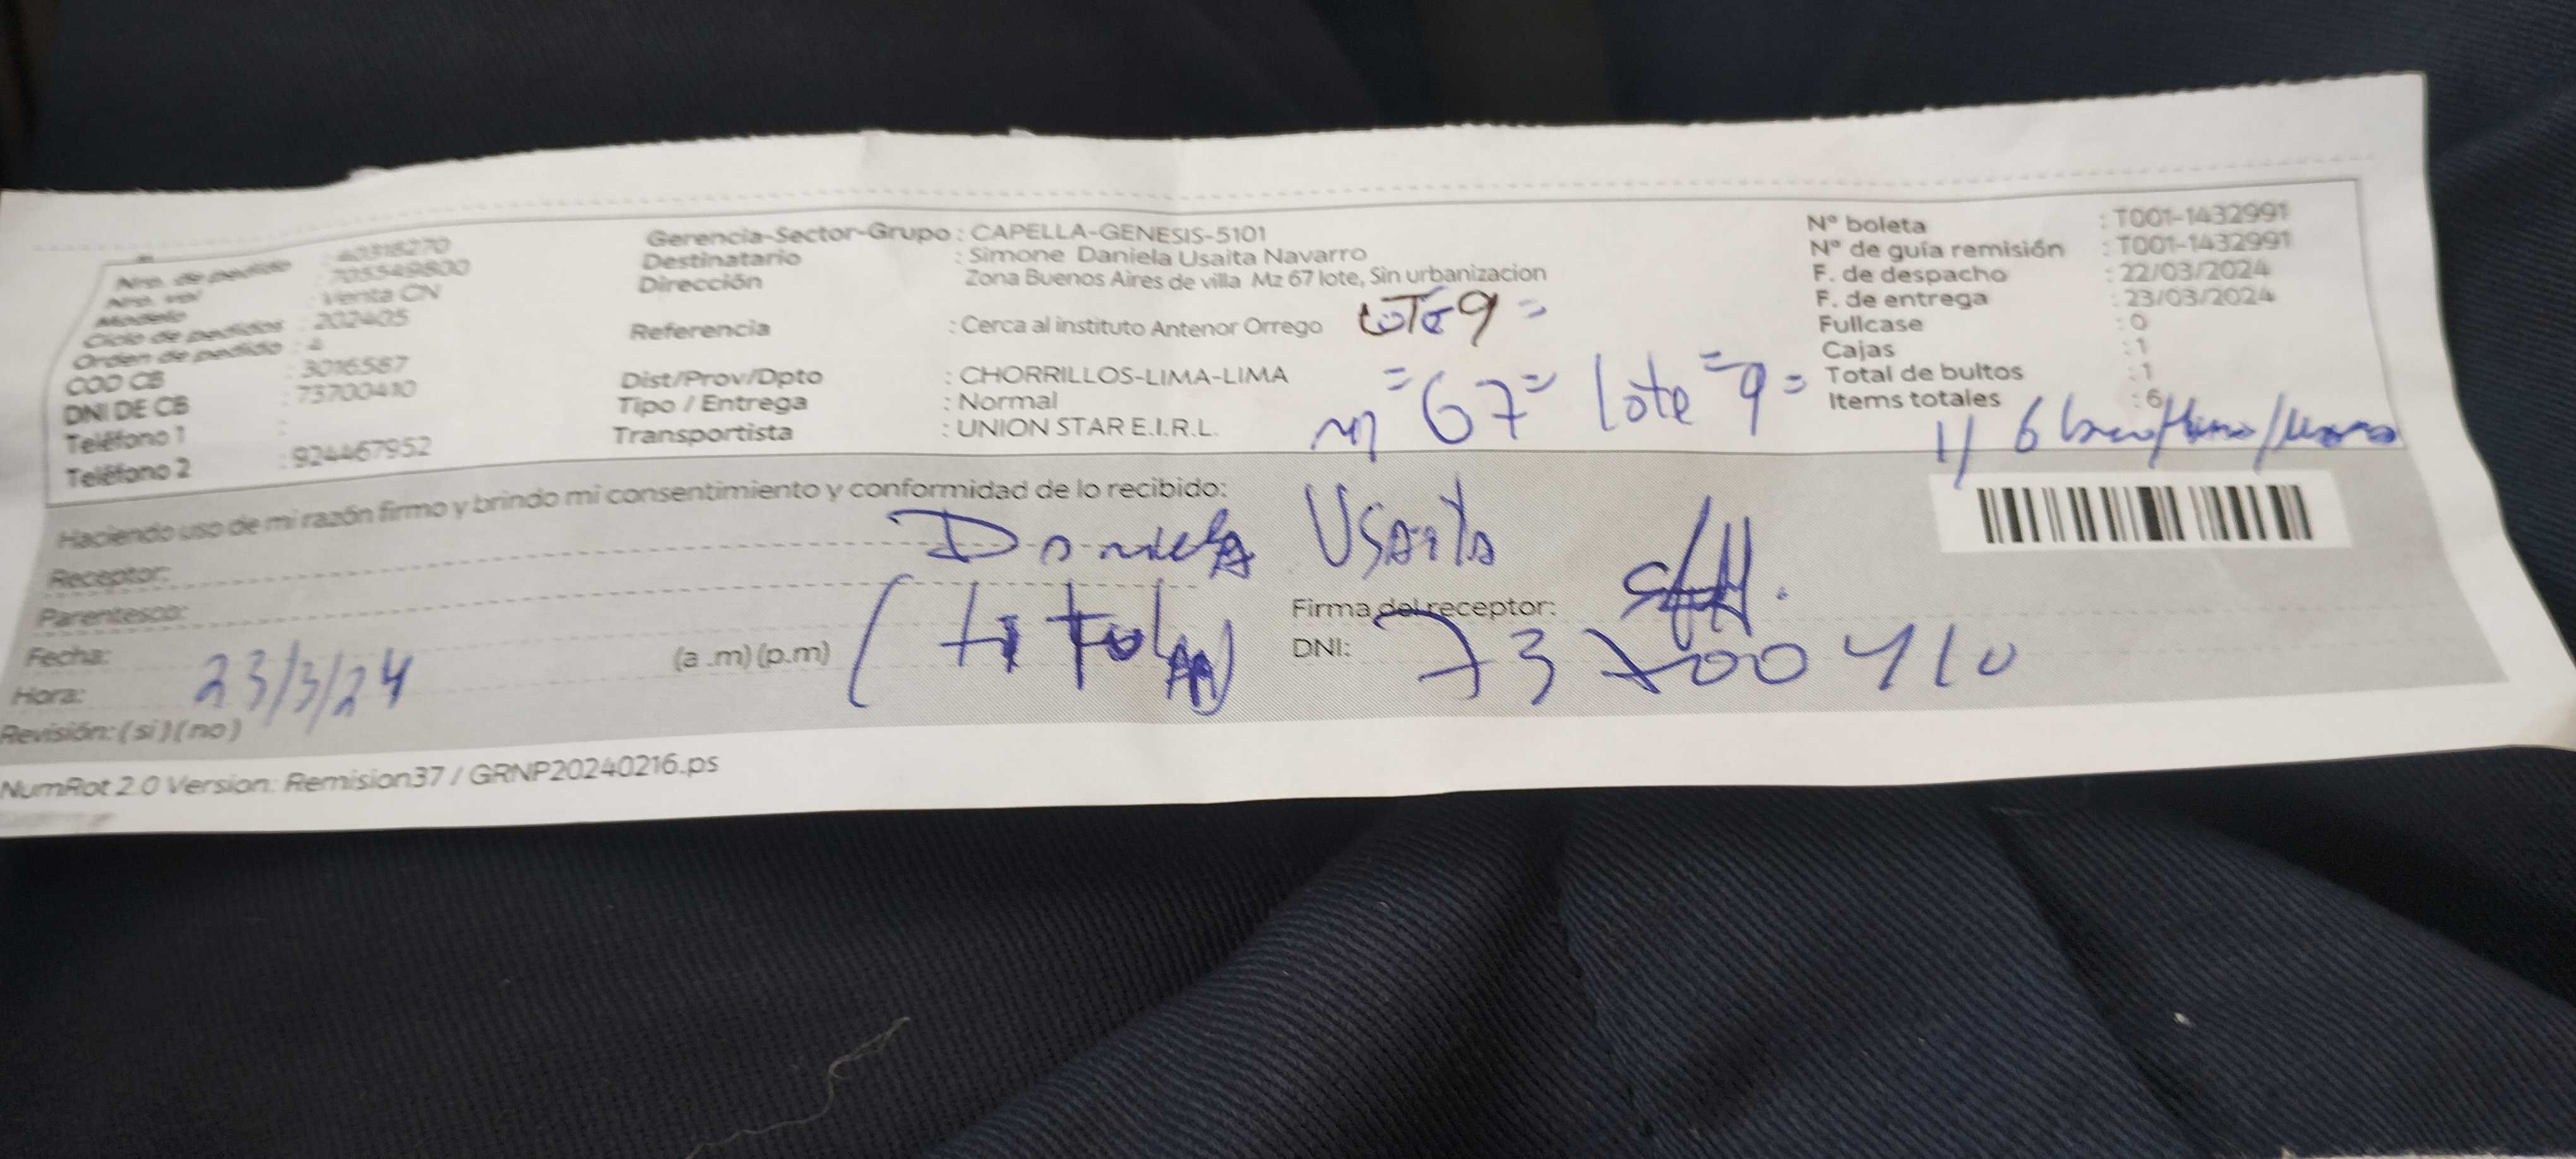 Nro. de pedido : 40318270
Nro. vol : 705549800
Modelo : Venta CN
Ciclo de pedidos : 202405
Orden de pedido : 4
COD CB : 3016587
DNI DE CB : 73700410
Teléfono 1 :
Teléfono 2 : 924467952
Gerencia-Sector-Grupo : CAPELLA-GENESIS-5101
Destinatario : Simone Daniela Usaita Navarro
Dirección Zona Buenos Aires de villa Mz 67 lote, Sin urbanizacion
LOTE 9 =
Referencia : Cerca al instituto Antenor Orrego
Dist/Prov/Dpto : CHORRILLOS-LIMA-LIMA
Tipo / Entrega : Normal
Transportista : UNION STAR E.I.R.L.
= 67 = lote = 9 =
N° boleta : T001-1432991
N° de guía remisión : T001-1432991
F. de despacho : 22/03/2024
F. de entrega : 23/03/2024
Fullcase : 0
Cajas : 1
Total de bultos : 1
Items totales : 6
Haciendo uso de mi razón firmo y brindo mi consentimiento y conformidad de lo recibido:
Receptor: Daniela Usaita
Parentesco: (titular)
Firma del receptor:
Fecha: 23/3/24
Hora: (a .m) (p.m)
DNI: 73700410
Revisión: ( si ) ( no )
NumRot 2.0 Version: Remision37 / GRNP20240216.ps